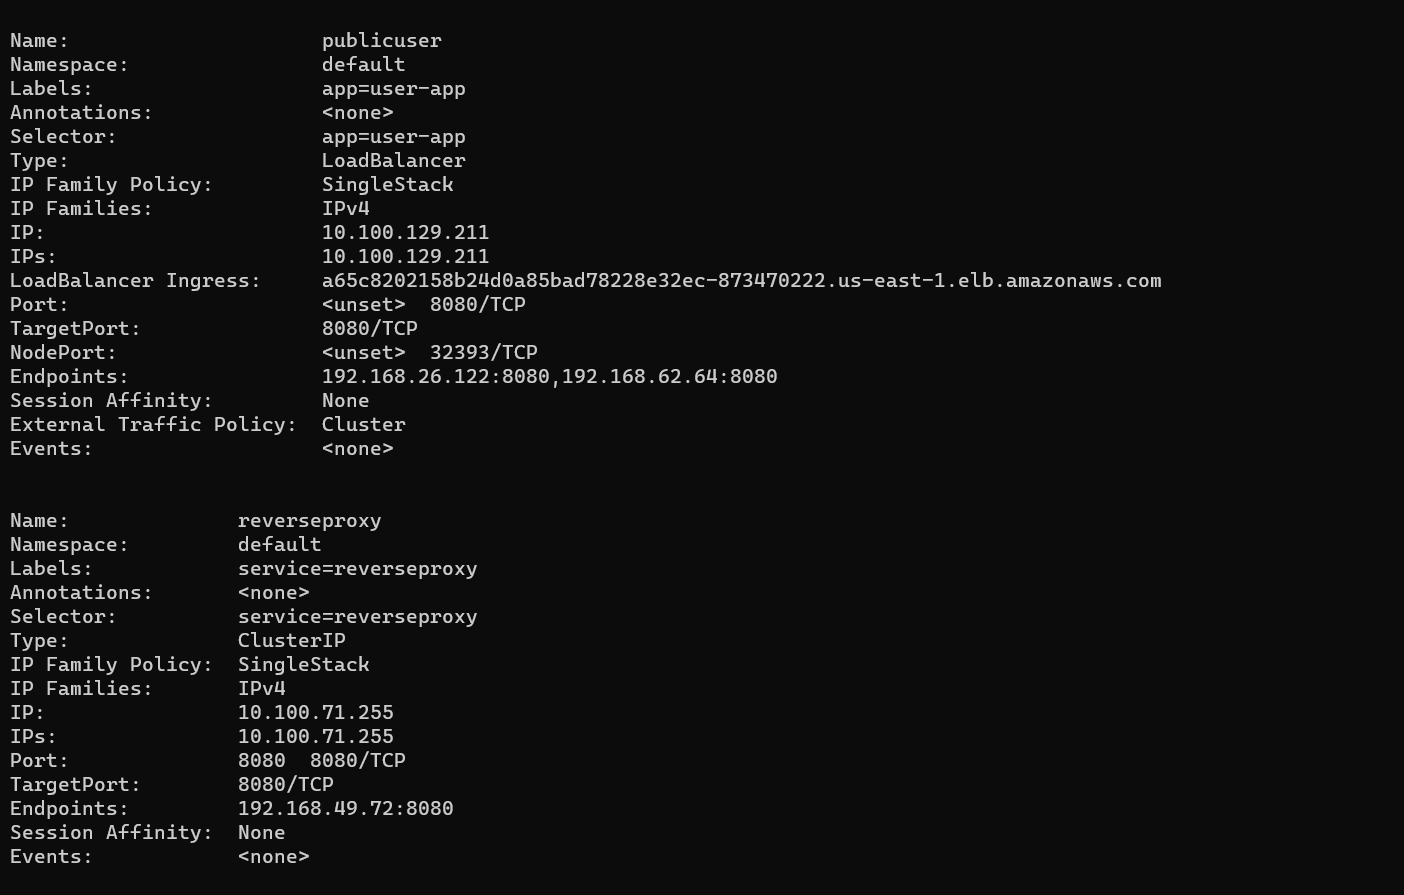 Name:                     publicuser
Namespace:                default
Labels:                   app=user-app
Annotations:              <none>
Selector:                 app=user-app
Type:                     LoadBalancer
IP Family Policy:         SingleStack
IP Families:              IPv4
IP:                       10.100.129.211
IPs:                      10.100.129.211
LoadBalancer Ingress:     a65c8202158b24d0a85bad78228e32ec-873470222.us-east-1.elb.amazonaws.com
Port:                     <unset>  8080/TCP
TargetPort:               8080/TCP
NodePort:                 <unset>  32393/TCP
Endpoints:                192.168.26.122:8080,192.168.62.64:8080
Session Affinity:         None
External Traffic Policy:  Cluster
Events:                   <none>
Name:              reverseproxy
Namespace:         default
Labels:            service=reverseproxy
Annotations:       <none>
Selector:          service=reverseproxy
Type:              ClusterIP
IP Family Policy:  SingleStack
IP Families:       IPv4
IP:                10.100.71.255
IPs:               10.100.71.255
Port:              8080  8080/TCP
TargetPort:        8080/TCP
Endpoints:         192.168.49.72:8080
Session Affinity:  None
Events:            <none>